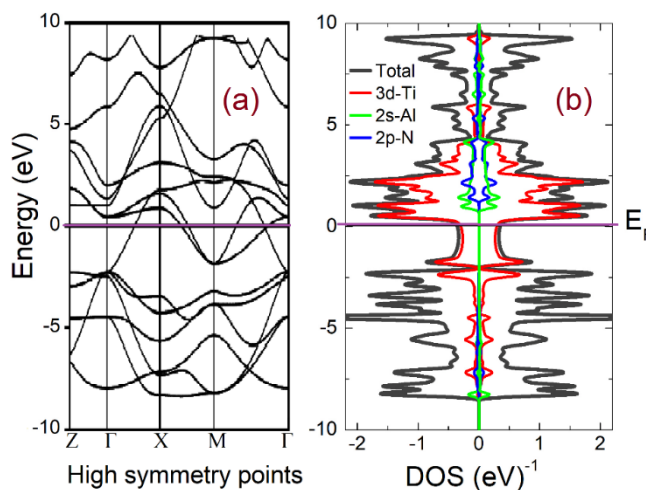 10
5
0
-5
-10
Energy (eV)
(a)
Z Γ X M Γ
High symmetry points
10
5
0
-5
-10
(b)
Total
3d-Ti
2s-Al
2p-N
E
-2 -1 0 1 2
DOS (eV)-1